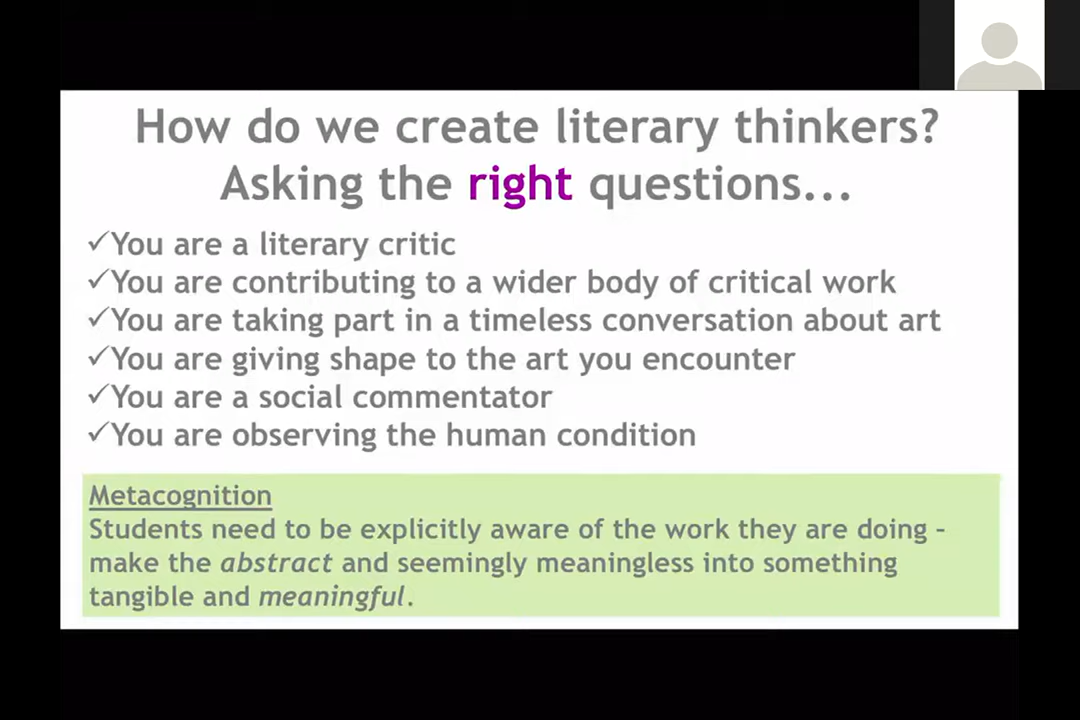 How do we create literary thinkers?
Asking the right questions...
✓You are a literary critic
✓You are contributing to a wider body of critical work
✓You are taking part in a timeless conversation about art
✓You are giving shape to the art you encounter
✓You are a social commentator
✓You are observing the human condition
Metacognition
Students need to be explicitly aware of the work they are doing –
make the abstract and seemingly meaningless into something
tangible and meaningful.